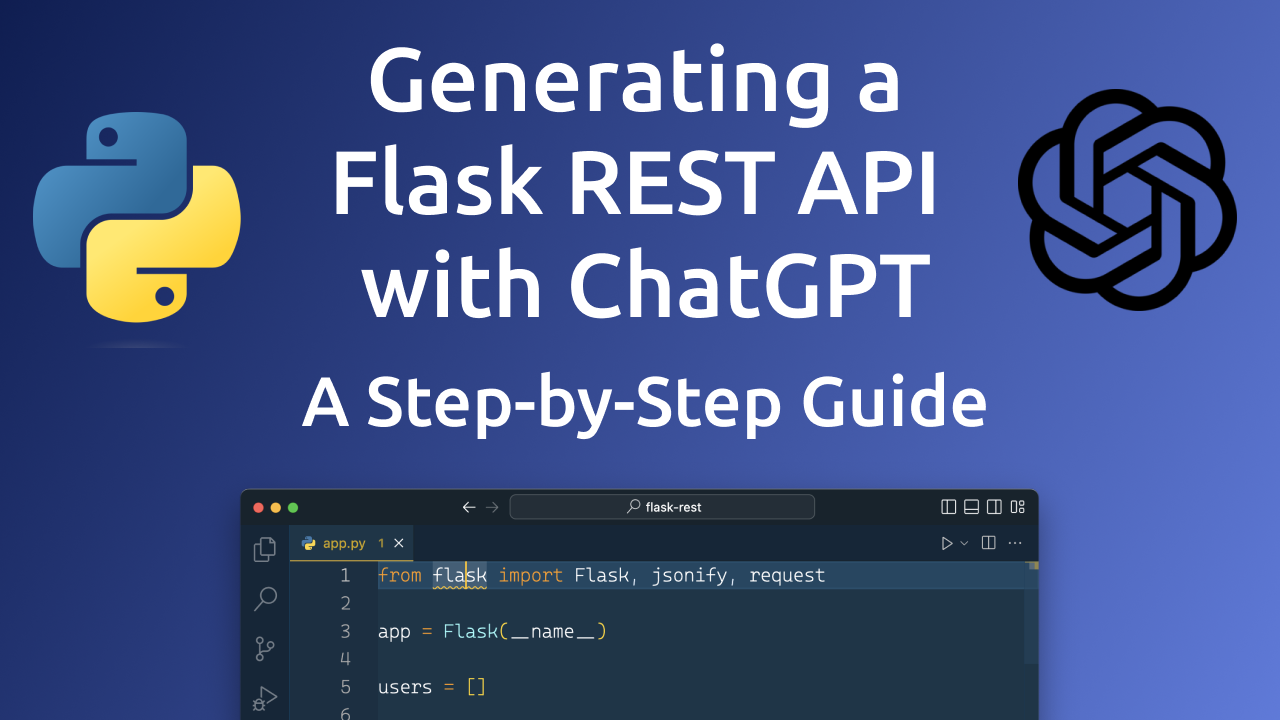 Generating a
Flask REST API
with ChatGPT
A Step-by-Step Guide
flask-rest
app.py 1
1 from flask import Flask, jsonify, request
2
3 app = Flask(__name__)
4
5 users = []
6